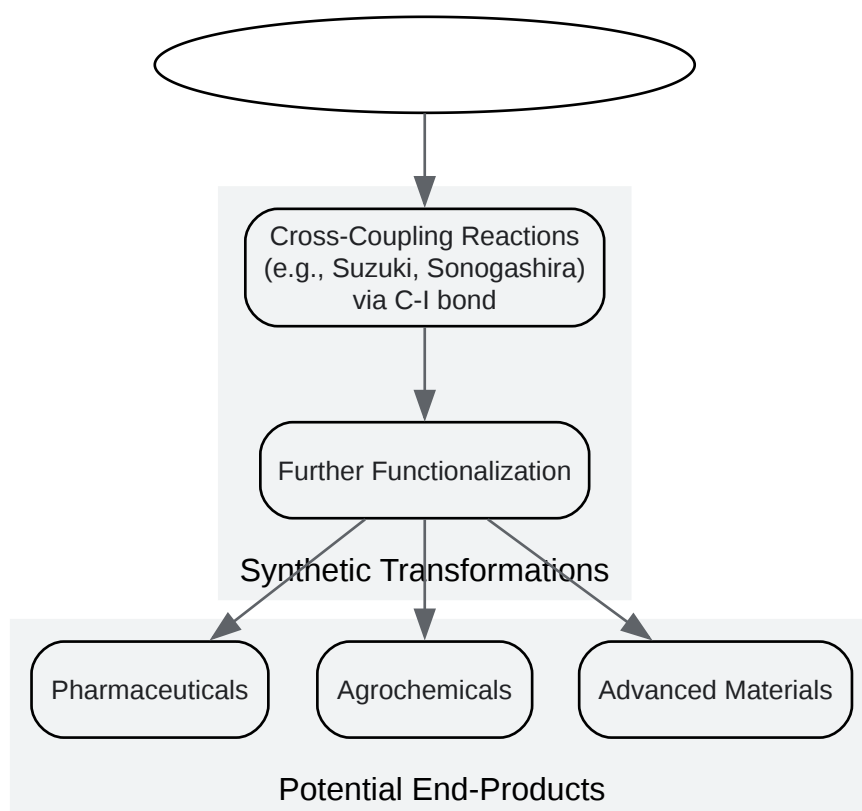 Cross-Coupling Reactions
(e.g., Suzuki, Sonogashira)
via C-I bond
Further Functionalization
Synthetic Transformations
Pharmaceuticals
Agrochemicals
Advanced Materials
Potential End-Products